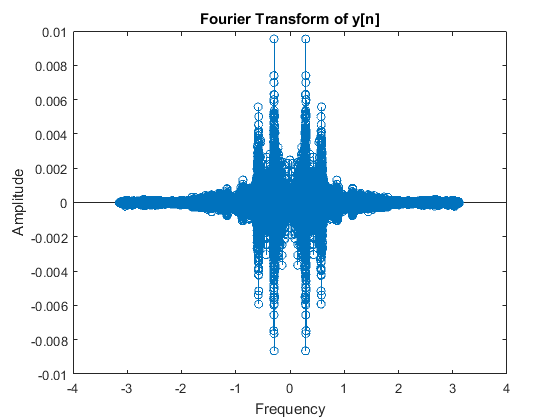 Fourier Transform of y[n]
0.01
0.008
0.006
0.004
0.002
0
-0.002
-0.004
-0.006
-0.008
-0.01
Amplitude
-4 -3 -2 -1 0 1 2 3 4
Frequency